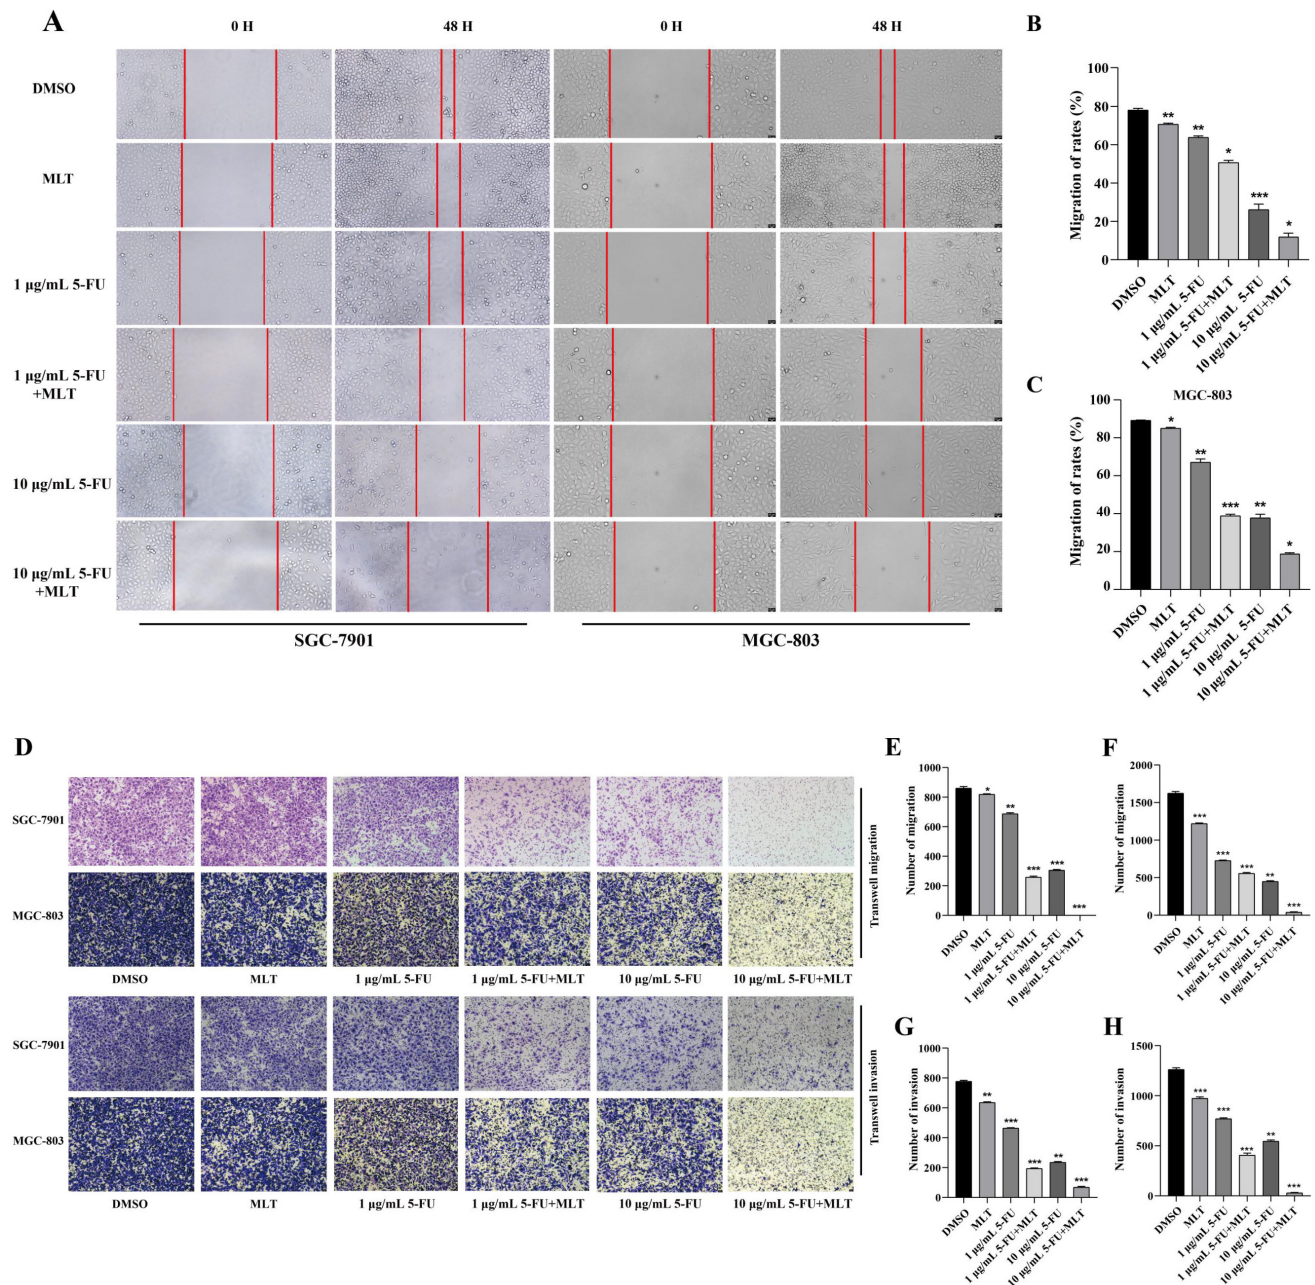 A
0 H 48 H 0 H 48 H
DMSO
MLT
1 μg/mL 5-FU
1 μg/mL 5-FU
+MLT
10 μg/mL 5-FU
10 μg/mL 5-FU
+MLT
SGC-7901 MGC-803
B
Migration of rates (%)
100
80
60
40
20
0
** ** * *** *
DMSO
MLT
1 μg/mL 5-FU
1 μg/mL 5-FU+MLT
10 μg/mL 5-FU
10 μg/mL 5-FU+MLT
C
MGC-803
Migration of rates (%)
100
80
60
40
20
0
* ** *** ** *
DMSO
MLT
1 μg/mL 5-FU
1 μg/mL 5-FU+MLT
10 μg/mL 5-FU
10 μg/mL 5-FU+MLT
D
SGC-7901
MGC-803
DMSO MLT 1 μg/mL 5-FU 1 μg/mL 5-FU+MLT 10 μg/mL 5-FU 10 μg/mL 5-FU+MLT
Transwell migration
SGC-7901
MGC-803
DMSO MLT 1 μg/mL 5-FU 1 μg/mL 5-FU+MLT 10 μg/mL 5-FU 10 μg/mL 5-FU+MLT
Transwell invasion
E
Number of migration
1000
800
600
400
200
0
* ** *** *** ***
DMSO
MLT
1 μg/mL 5-FU
1 μg/mL 5-FU+MLT
10 μg/mL 5-FU
10 μg/mL 5-FU+MLT
F
Number of migration
2000
1500
1000
500
0
*** *** *** ** ***
DMSO
MLT
1 μg/mL 5-FU
1 μg/mL 5-FU+MLT
10 μg/mL 5-FU
10 μg/mL 5-FU+MLT
G
Number of invasion
1000
800
600
400
200
0
** *** *** ** ***
DMSO
MLT
1 μg/mL 5-FU
1 μg/mL 5-FU+MLT
10 μg/mL 5-FU
10 μg/mL 5-FU+MLT
H
Number of invasion
1500
1000
500
0
*** *** *** ** ***
DMSO
MLT
1 μg/mL 5-FU
1 μg/mL 5-FU+MLT
10 μg/mL 5-FU
10 μg/mL 5-FU+MLT